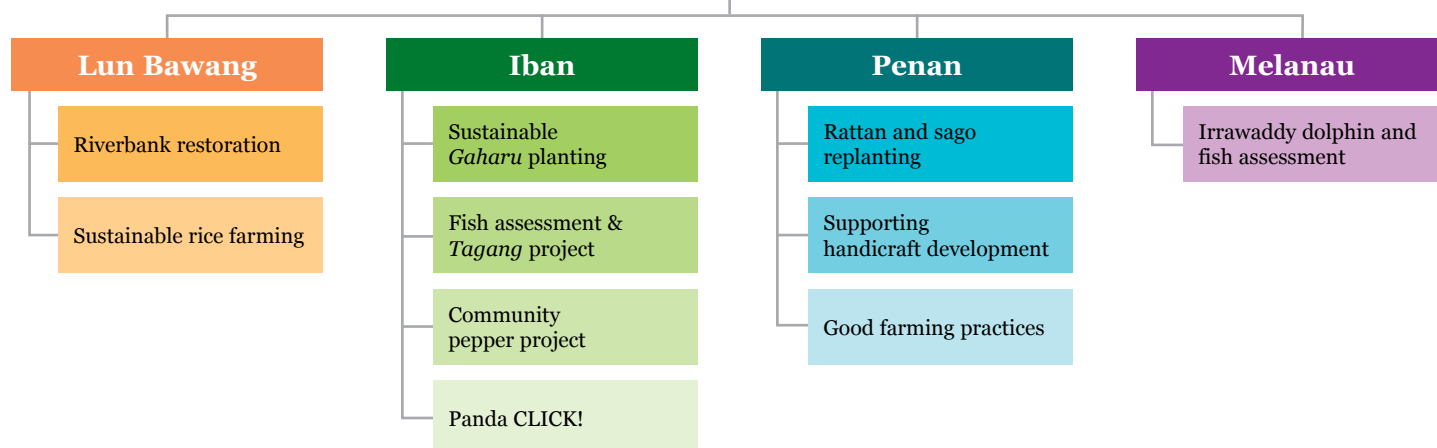 Lun Bawang
Riverbank restoration
Sustainable rice farming
Iban
Sustainable
Gaharu planting
Fish assessment &
Tagang project
Community
pepper project
Panda CLICK!
Penan
Rattan and sago
replanting
Supporting
handicraft development
Good farming practices
Melanau
Irrawaddy dolphin and
fish assessment